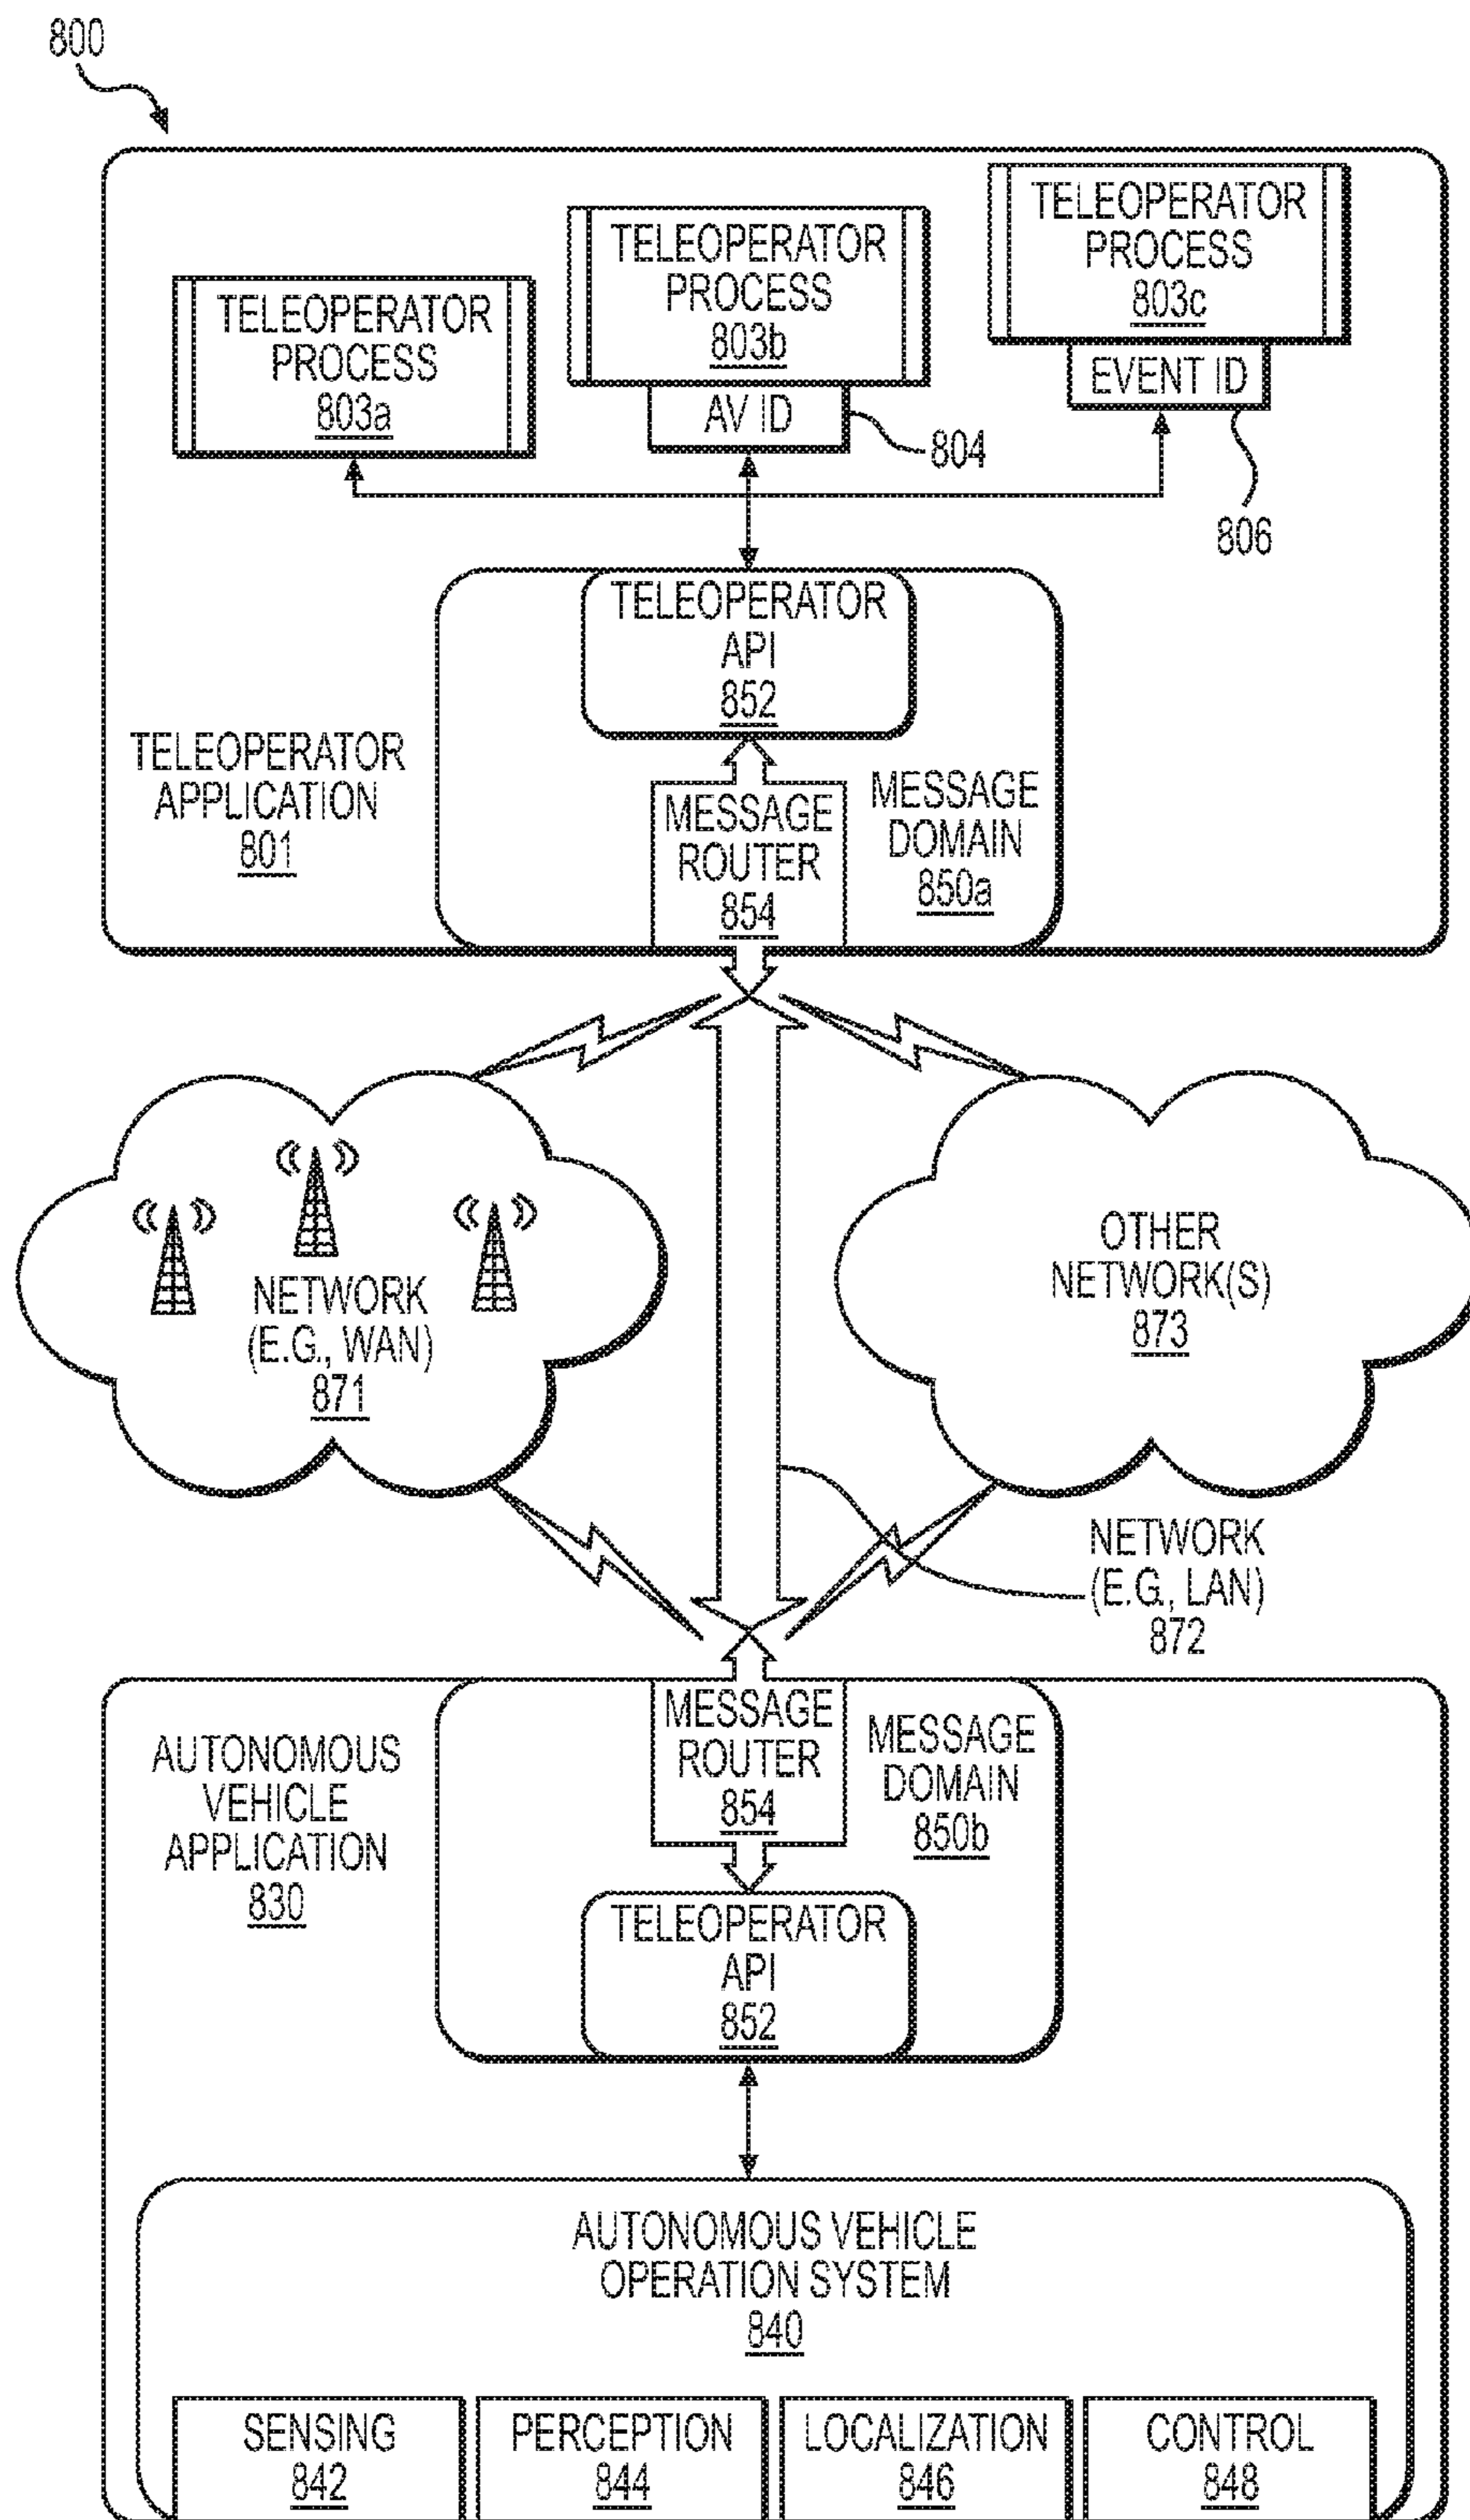 800
TELEOPERATOR
PROCESS
803a
TELEOPERATOR
PROCESS
803b
AV ID
804
TELEOPERATOR
PROCESS
803c
EVENT ID
806
TELEOPERATOR
API
852
TELEOPERATOR
APPLICATION
801
MESSAGE
ROUTER
854
MESSAGE
DOMAIN
850a
NETWORK
(E.G., WAN)
871
OTHER
NETWORK(S)
873
NETWORK
(E.G., LAN)
872
AUTONOMOUS
VEHICLE
APPLICATION
830
MESSAGE
ROUTER
854
MESSAGE
DOMAIN
850b
TELEOPERATOR
API
852
AUTONOMOUS VEHICLE
OPERATION SYSTEM
840
SENSING
842
PERCEPTION
844
LOCALIZATION
846
CONTROL
848